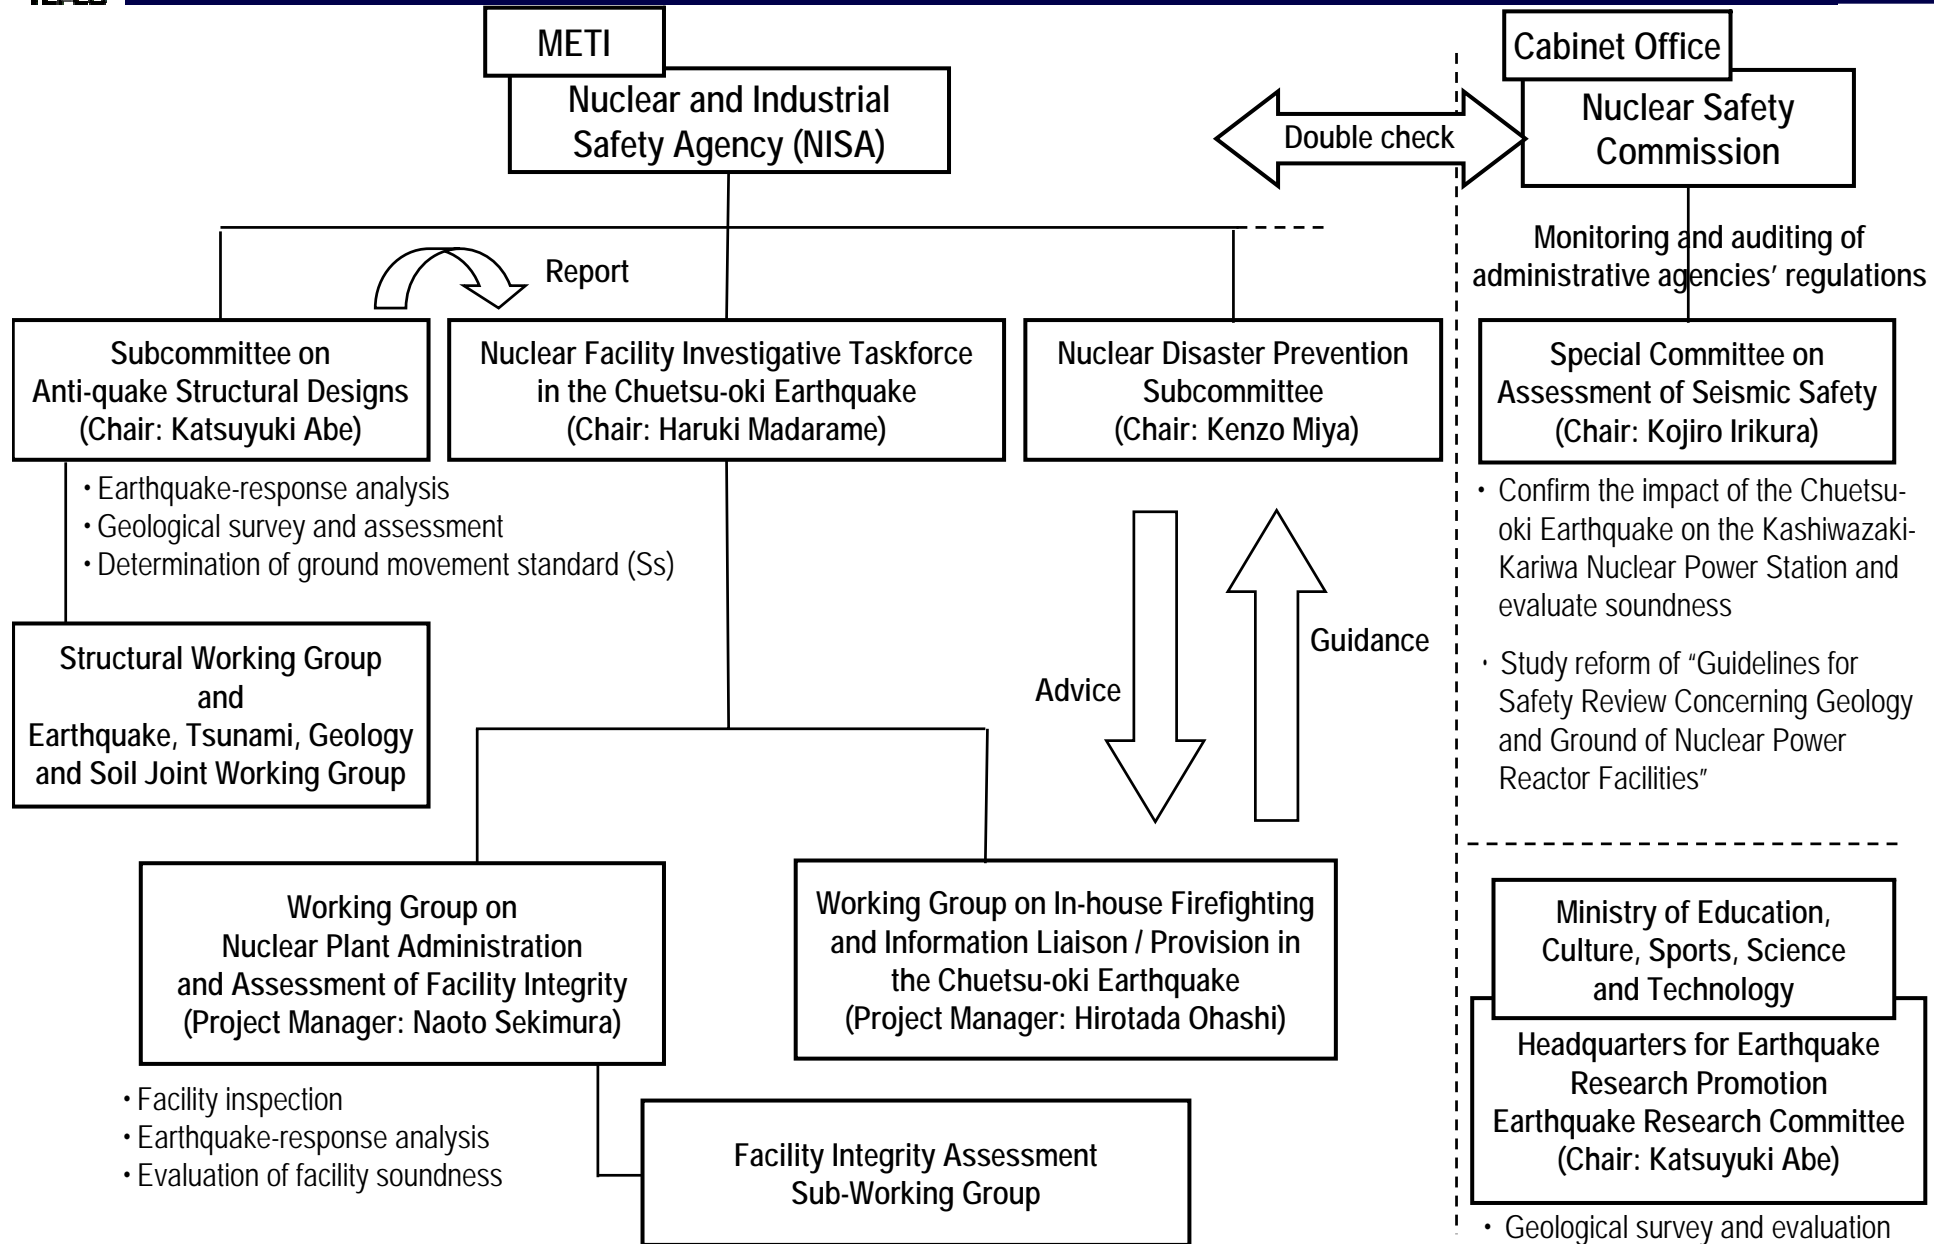 METI
Nuclear and Industrial
Safety Agency (NISA)
Double check
Cabinet Office
Nuclear Safety
Commission
Monitoring and auditing of
administrative agencies' regulations
Report
Subcommittee on
Anti-quake Structural Designs
(Chair: Katsuyuki Abe)
Nuclear Facility Investigative Taskforce
in the Chuetsu-oki Earthquake
(Chair: Haruki Madarame)
Nuclear Disaster Prevention
Subcommittee
(Chair: Kenzo Miya)
Special Committee on
Assessment of Seismic Safety
(Chair: Kojiro Irikura)
・Earthquake-response analysis
・Geological survey and assessment
・Determination of ground movement standard (Ss)
・ Confirm the impact of the Chuetsu-
oki Earthquake on the Kashiwazaki-
Kariwa Nuclear Power Station and
evaluate soundness
・ Study reform of “Guidelines for
Safety Review Concerning Geology
and Ground of Nuclear Power
Reactor Facilities”
Structural Working Group
and
Earthquake, Tsunami, Geology
and Soil Joint Working Group
Advice
Guidance
Working Group on
Nuclear Plant Administration
and Assessment of Facility Integrity
(Project Manager: Naoto Sekimura)
Working Group on In-house Firefighting
and Information Liaison / Provision in
the Chuetsu-oki Earthquake
(Project Manager: Hirotada Ohashi)
Ministry of Education,
Culture, Sports, Science
and Technology
Headquarters for Earthquake
Research Promotion
Earthquake Research Committee
(Chair: Katsuyuki Abe)
・Facility inspection
・Earthquake-response analysis
・Evaluation of facility soundness
Facility Integrity Assessment
Sub-Working Group
・ Geological survey and evaluation